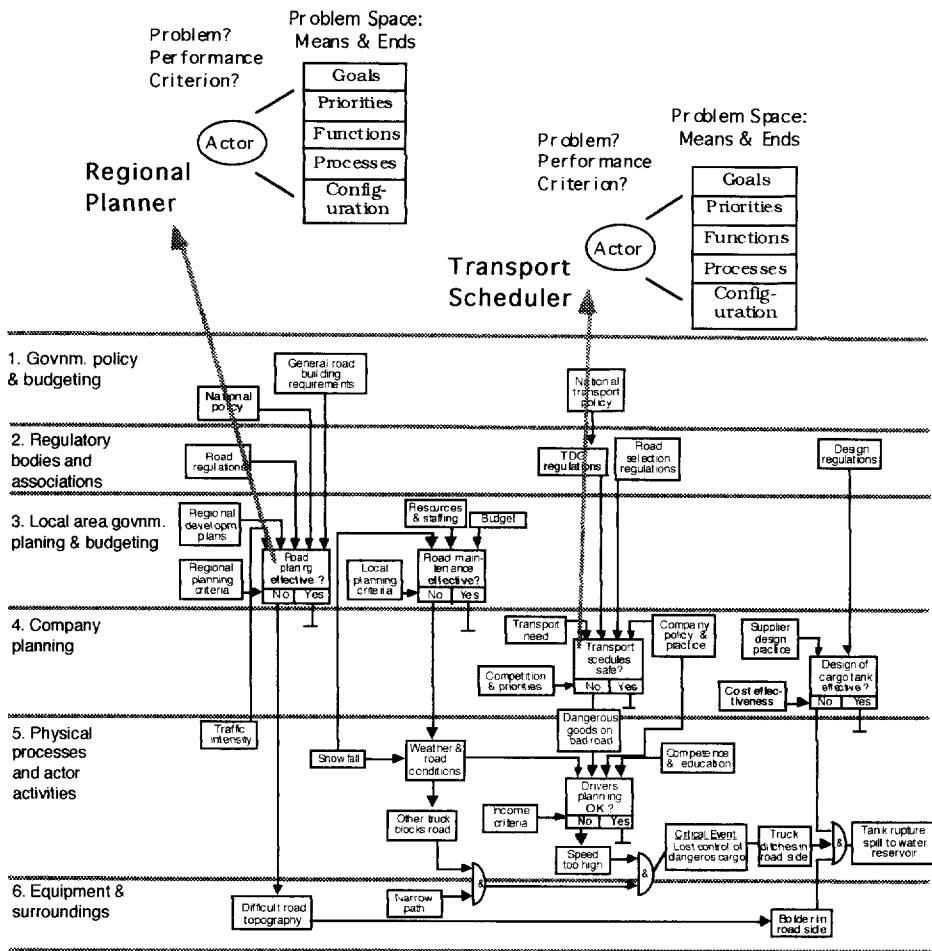 Problem?
Performance
Criterion?
Problem Space:
Means & Ends
Goals
Priorities
Functions
Processes
Config-
uration
Actor
Regional
Planner
Problem?
Performance
Criterion?
Problem Space:
Means & Ends
Goals
Priorities
Functions
Processes
Config-
uration
Actor
Transport
Scheduler
1. Govnm. policy
& budgeting
General road
building
requirements
National
policy
National
transport
policy
2. Regulatory
bodies and
associations
Road
regulations
TDG
regulations
Road
selection
regulations
Design
regulations
3. Local area govnm.
planing & budgeting
Regional
developm.
plans
Resources
& staffing
Budget
Regional
planning
criteria
Road
planing
effective ?
No
Yes
Local
planning
criteria
Road main-
tenance
effective?
No
Yes
4. Company
planning
Transport
need
Company
policy &
practice
Supplier
design
practice
Transport
scedules
safe?
No
Yes
Competition
& priorities
Design of
cargo tank
effective ?
No
Yes
Cost effec-
tiveness
5. Physical
processes
and actor
activities
Traffic
intensity
Dangerous
goods on
bad road
Snowfall
Weather &
road
conditions
Competence
& education
Drivers
planning
OK ?
No
Yes
Income
criteria
Other truck
blocks road
Speed
too high
Critical Event
Lost control of
dangeros cargo
Truck
ditches in
road side
Tank rupture
spill to water
reservoir
&
&
&
6. Equipment &
surroundings
Difficult road
topography
Narrow
path
Bolder in
road side